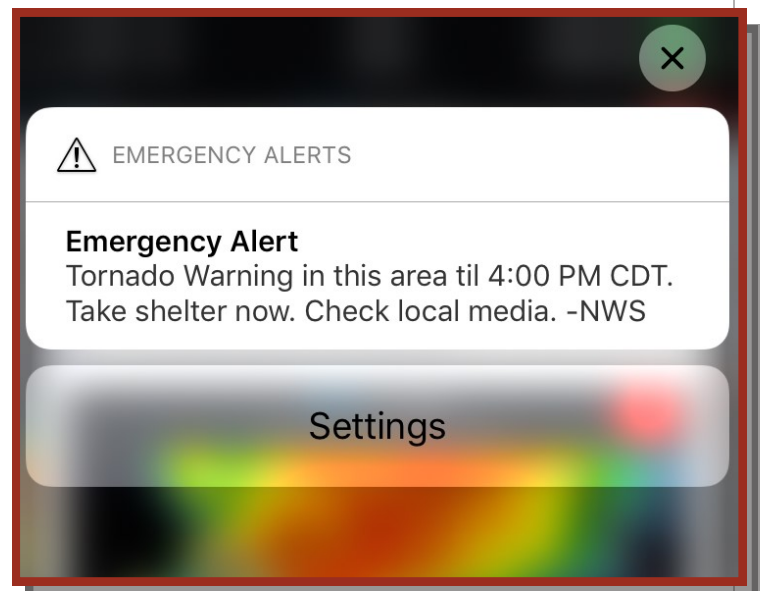 EMERGENCY ALERTS
Emergency Alert
Tornado Warning in this area til 4:00 PM CDT.
Take shelter now. Check local media. -NWS
Settings